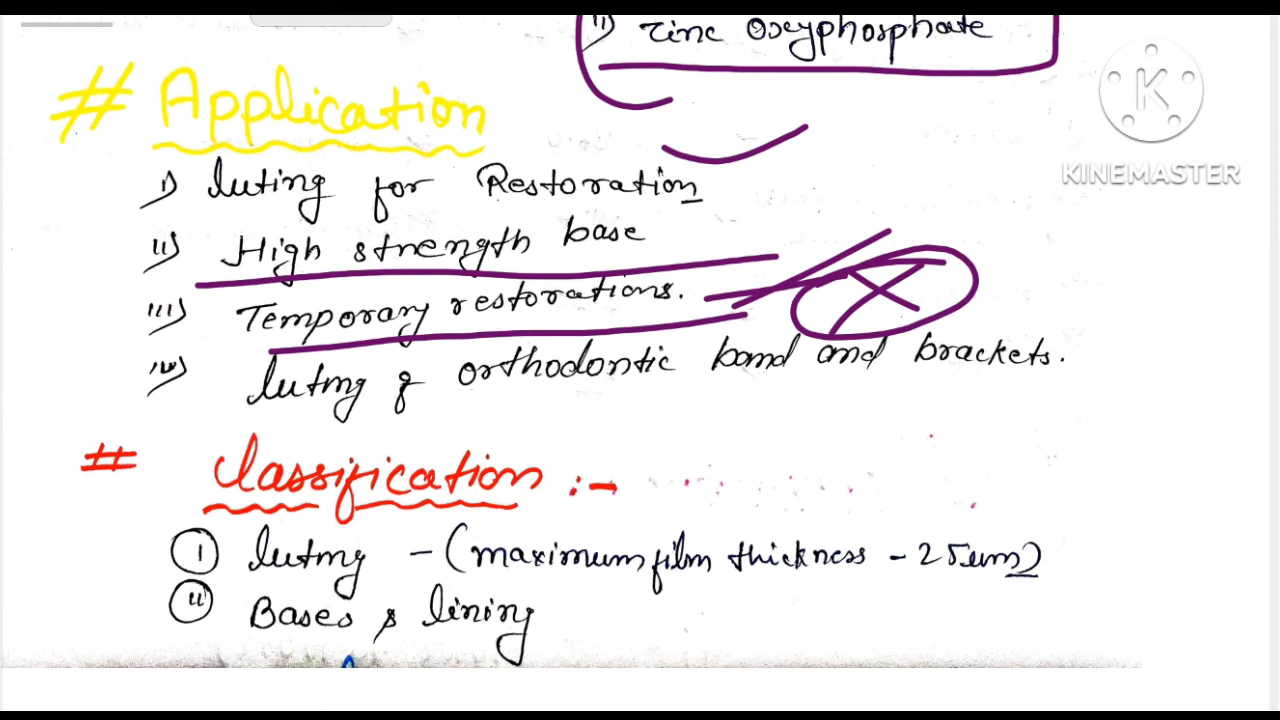 ii) Zinc Oxyphosphate
# Application
i) luting for Restoration
ii) High strength base
iii) Temporary restorations.
iv) luting of orthodontic band and brackets.
# Classification :-
i luting - (maximum film thickness - 25um)
ii Bases & lining
K
KINEMASTER